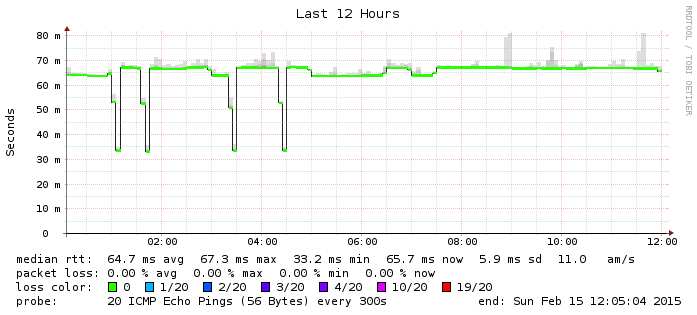 Last 12 Hours
RRDTOOL / TOBI OETIKER
Seconds
80 m
70 m
60 m
50 m
40 m
30 m
20 m
10 m
0
02:00 04:00 06:00 08:00 10:00 12:00
median rtt: 64.7 ms avg 67.3 ms max 33.2 ms min 65.7 ms now 5.9 ms sd 11.0 am/s
packet loss: 0.00 % avg 0.00 % max 0.00 % min 0.00 % now
loss color: 0 1/20 2/20 3/20 4/20 10/20 19/20
probe: 20 ICMP Echo Pings (56 Bytes) every 300s end: Sun Feb 15 12:05:04 2015